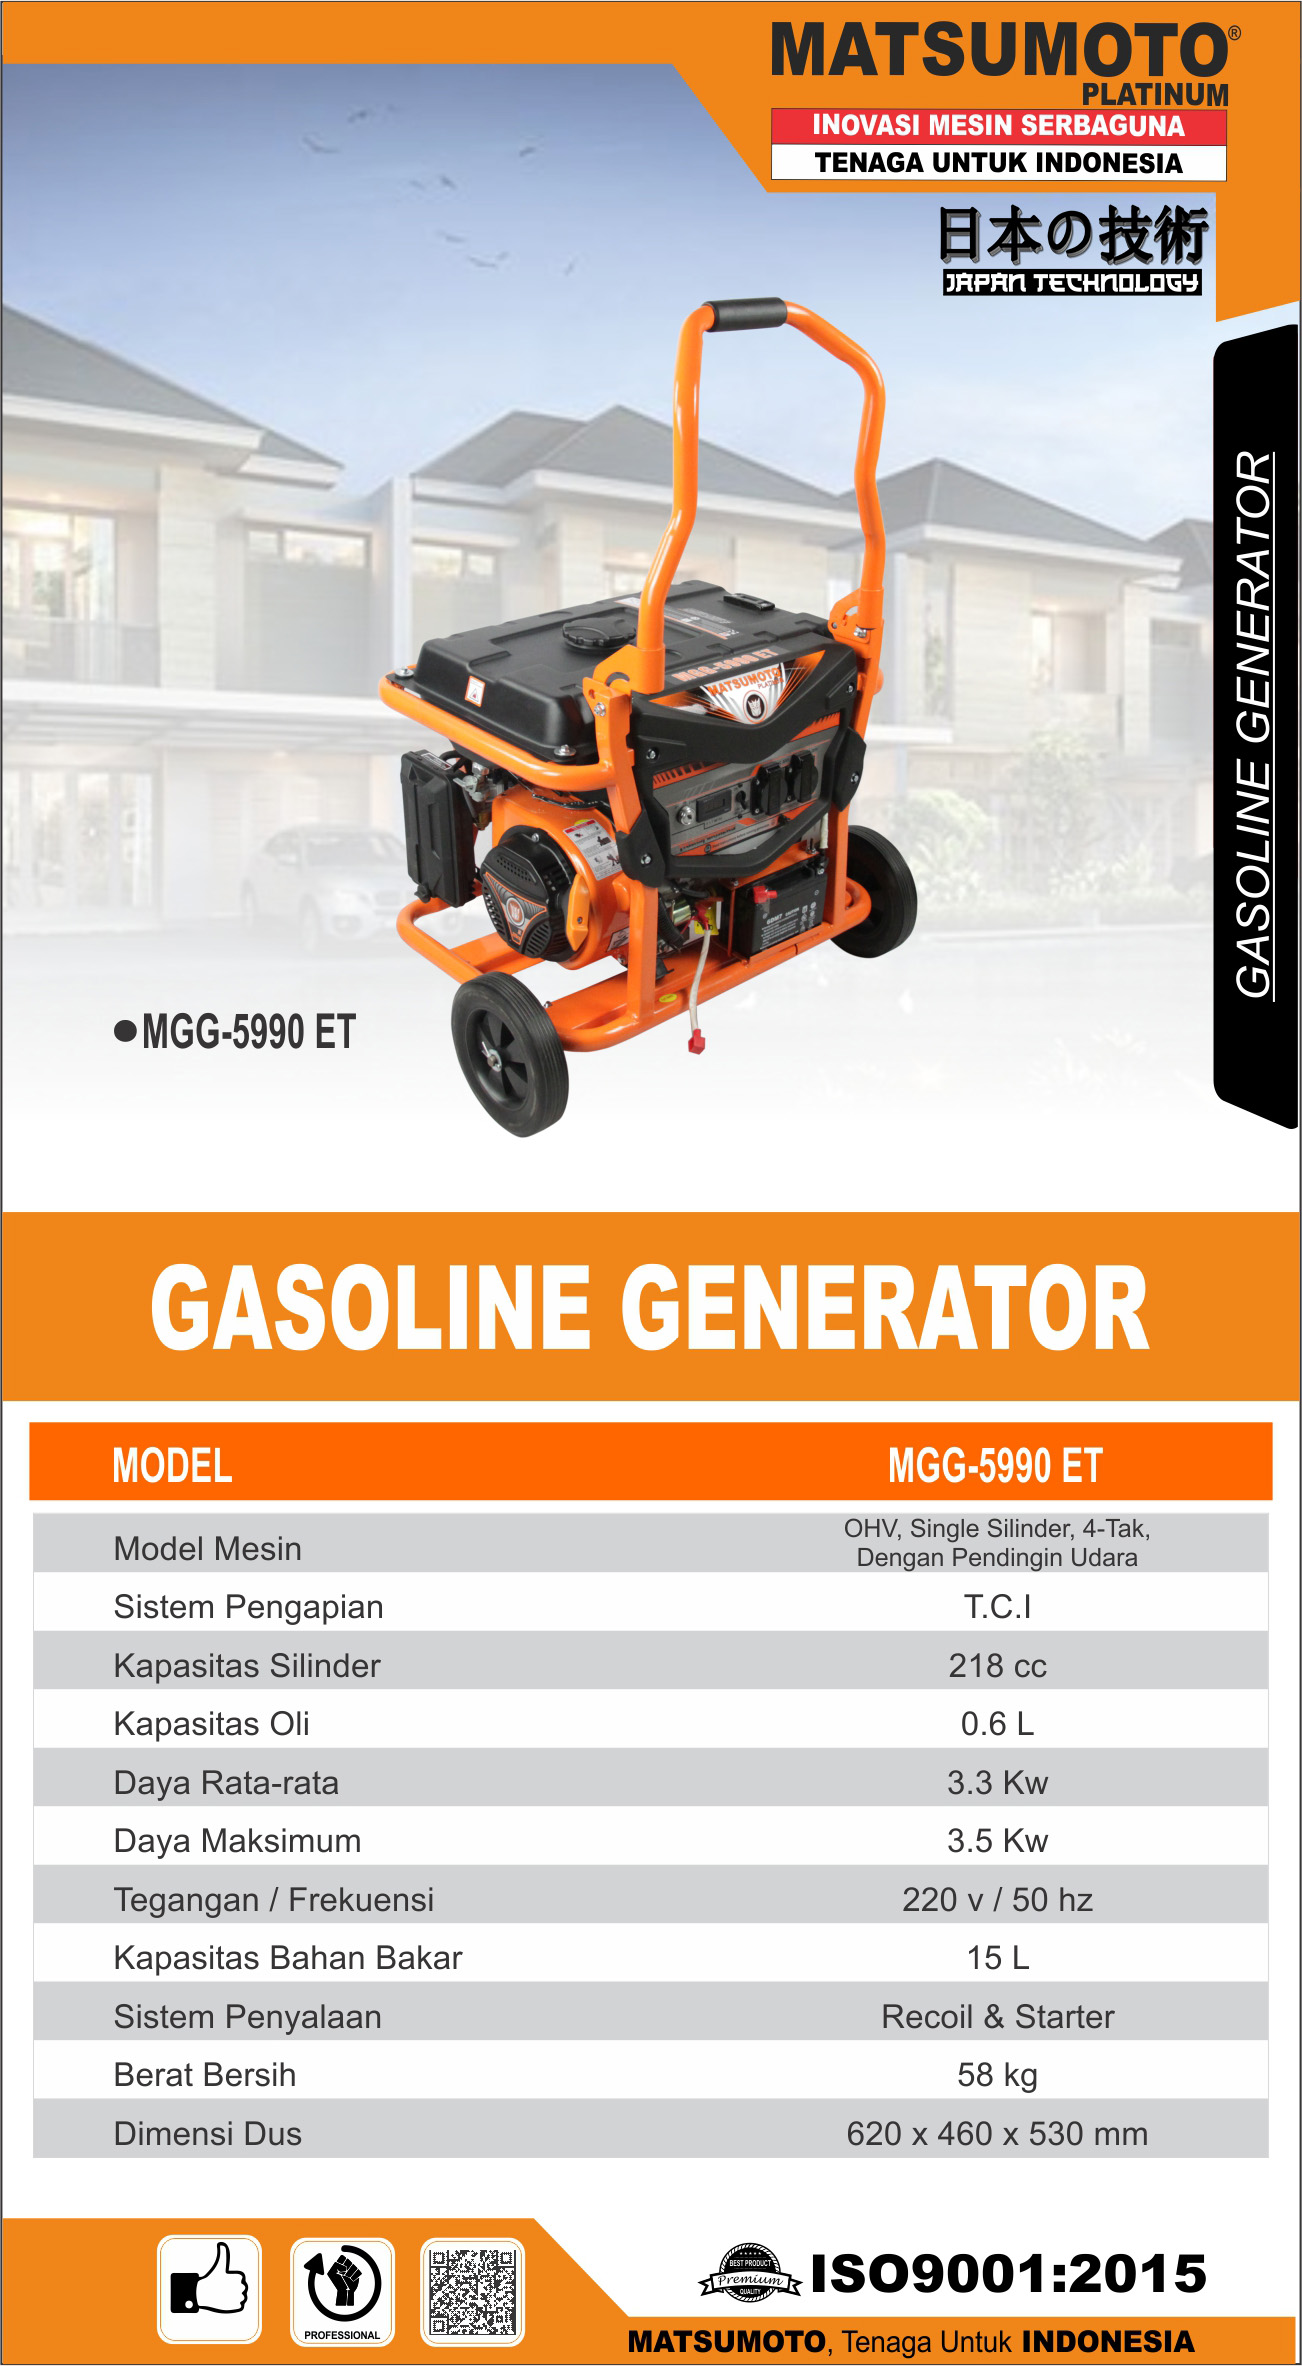 MATSUMOTO®
PLATINUM
INOVASI MESIN SERBAGUNA
TENAGA UNTUK INDONESIA
日本の技術
JAPAN TECHNOLOGY
GASOLINE GENERATOR
MGG-5990 ET
MATSUMOTO
PLATINUM
●MGG-5990 ET
GASOLINE GENERATOR
MODEL MGG-5990 ET
Model Mesin OHV, Single Silinder, 4-Tak,
Dengan Pendingin Udara
Sistem Pengapian T.C.I
Kapasitas Silinder 218 cc
Kapasitas Oli 0.6 L
Daya Rata-rata 3.3 Kw
Daya Maksimum 3.5 Kw
Tegangan / Frekuensi 220 v / 50 hz
Kapasitas Bahan Bakar 15 L
Sistem Penyalaan Recoil & Starter
Berat Bersih 58 kg
Dimensi Dus 620 x 460 x 530 mm
PROFESSIONAL
BEST PRODUCT
Premium
QUALITY
ISO9001:2015
MATSUMOTO, Tenaga Untuk INDONESIA